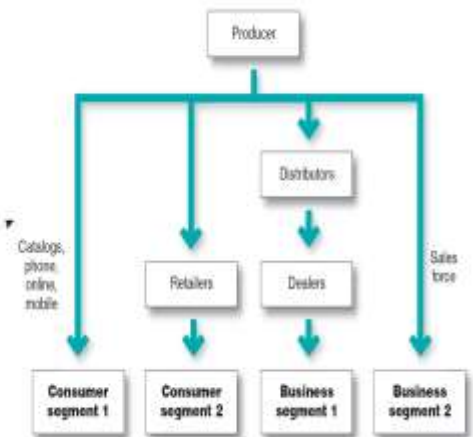 Producer
Distributors
Catalogs,
phone,
online,
mobile
Sales
force
Retailers
Dealers
Consumer
segment 1
Consumer
segment 2
Business
segment 1
Business
segment 2